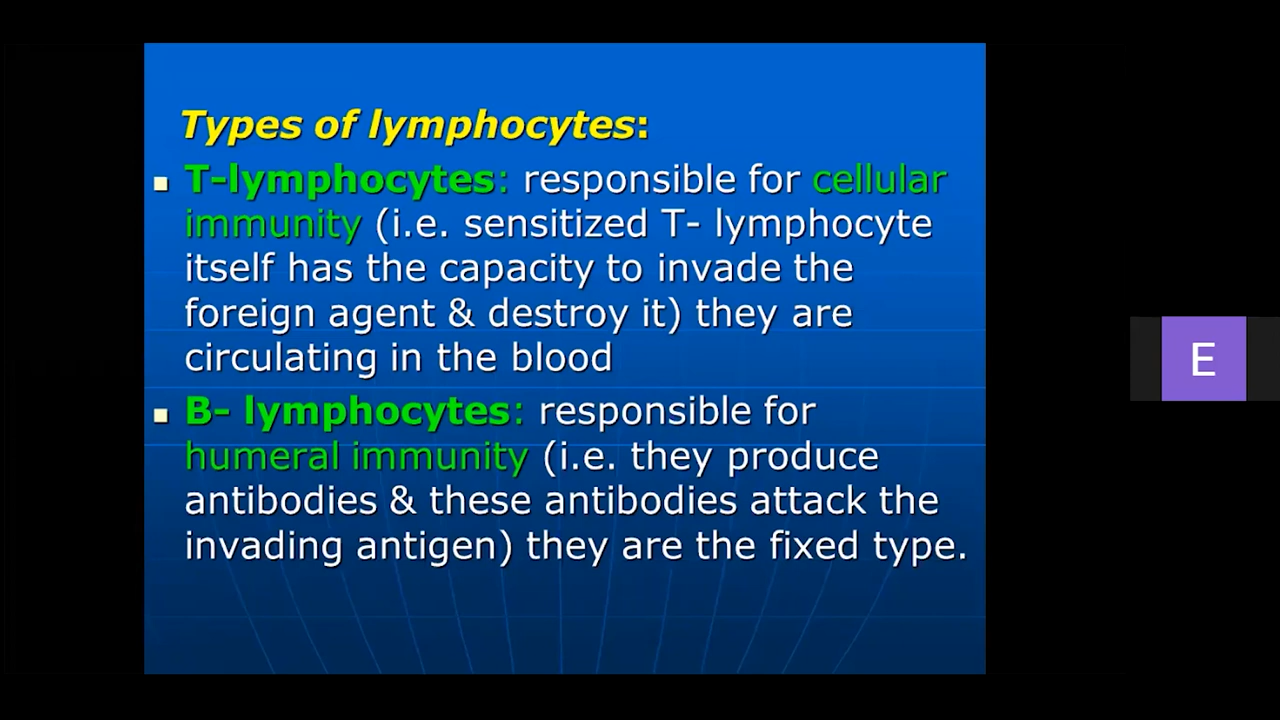 Types of lymphocytes:
▪ T-lymphocytes: responsible for cellular
immunity (i.e. sensitized T- lymphocyte
itself has the capacity to invade the
foreign agent & destroy it) they are
circulating in the blood
▪ B- lymphocytes: responsible for
humeral immunity (i.e. they produce
antibodies & these antibodies attack the
invading antigen) they are the fixed type.
E